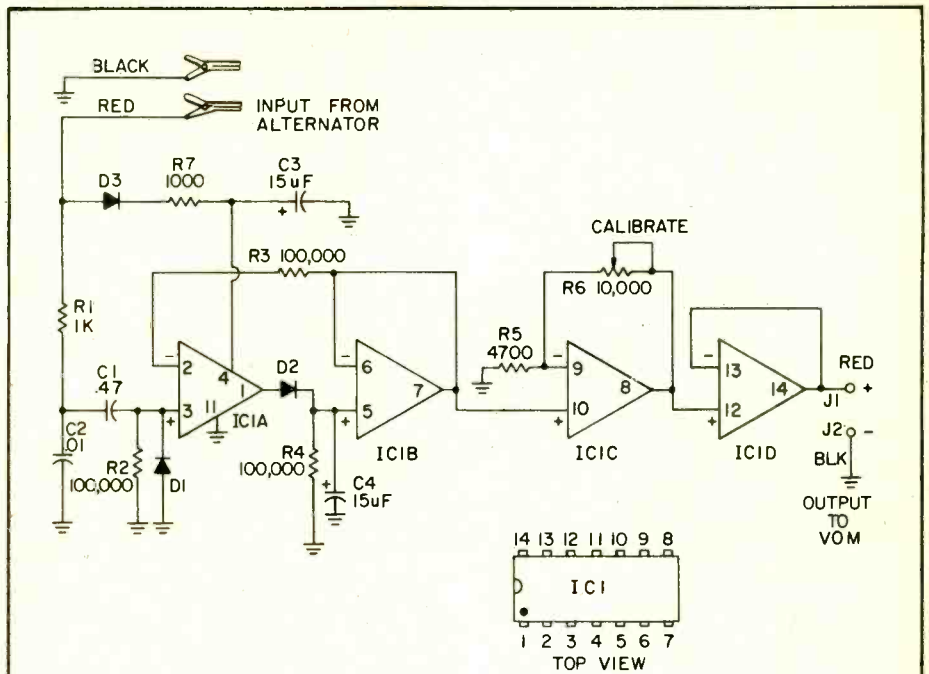 BLACK
RED
INPUT FROM
ALTERNATOR
D3
R7
1000
C3
15uF
+
R3 100,000
CALIBRATE
R6 10,000
R1
1K
C1
.47
C2
.01
R2
100,000
D1
-
2
3
+
4
11
1
IC1A
D2
R4
100,000
+
C4
15uF
-
6
5
+
7
IC1B
R5
4700
-
9
10
+
8
IC1C
-
13
12
+
14
IC1D
RED
+
J1
J2
-
BLK
OUTPUT
TO
VOM
14 13 12 11 10 9 8
IC1
1 2 3 4 5 6 7
TOP VIEW